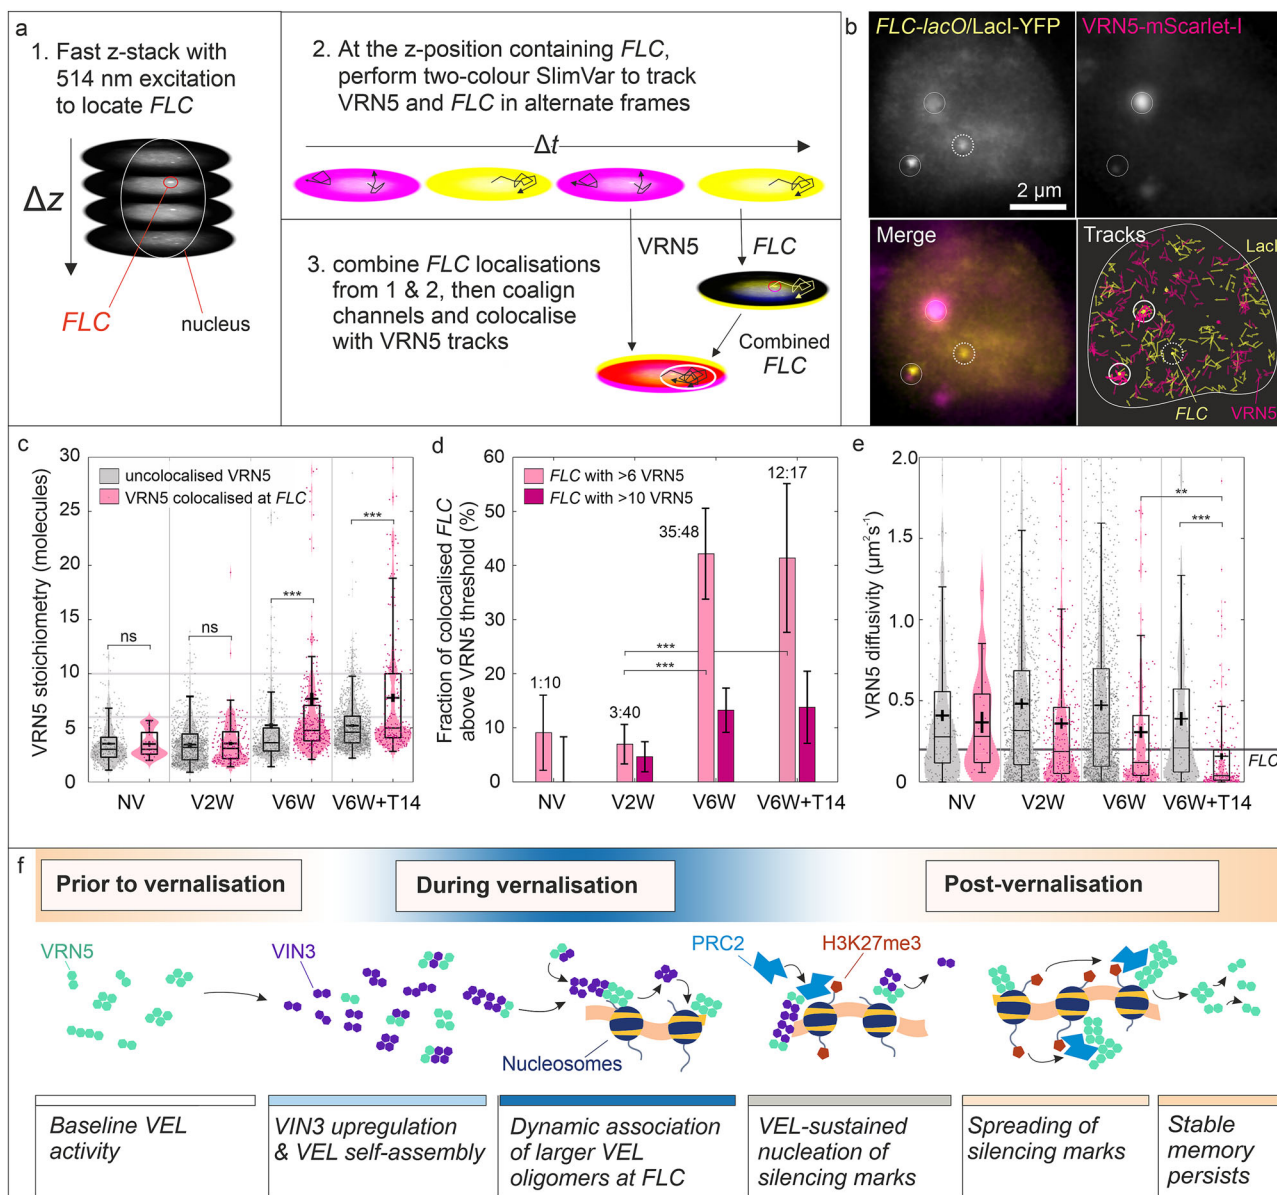 a
1. Fast z-stack with
514 nm excitation
to locate FLC
Δz
FLC
nucleus
2. At the z-position containing FLC,
perform two-colour SlimVar to track
VRN5 and FLC in alternate frames
Δt
3. combine FLC localisations
from 1 & 2, then coalign
channels and colocalise
with VRN5 tracks
VRN5
FLC
Combined
FLC
b
FLC-lacO/LacI-YFP
VRN5-mScarlet-I
2 µm
Merge
Tracks
LacI
FLC
VRN5
c
VRN5 stoichiometry (molecules)
30
25
20
15
10
5
0
uncolocalised VRN5
VRN5 colocalised at FLC
ns
ns
***
***
NV
V2W
V6W
V6W+T14
d
Fraction of colocalised FLC
above VRN5 threshold (%)
60
50
40
30
20
10
0
FLC with >6 VRN5
FLC with >10 VRN5
1:10
3:40
35:48
12:17
***
***
NV
V2W
V6W
V6W+T14
e
VRN5 diffusivity (µm²s⁻¹)
2.0
1.5
1.0
0.5
0
**
***
FLC
NV
V2W
V6W
V6W+T14
f
Prior to vernalisation
During vernalisation
Post-vernalisation
VRN5
VIN3
PRC2
H3K27me3
Nucleosomes
Baseline VEL
activity
VIN3 upregulation
& VEL self-assembly
Dynamic association
of larger VEL
oligomers at FLC
VEL-sustained
nucleation of
silencing marks
Spreading of
silencing marks
Stable
memory
persists